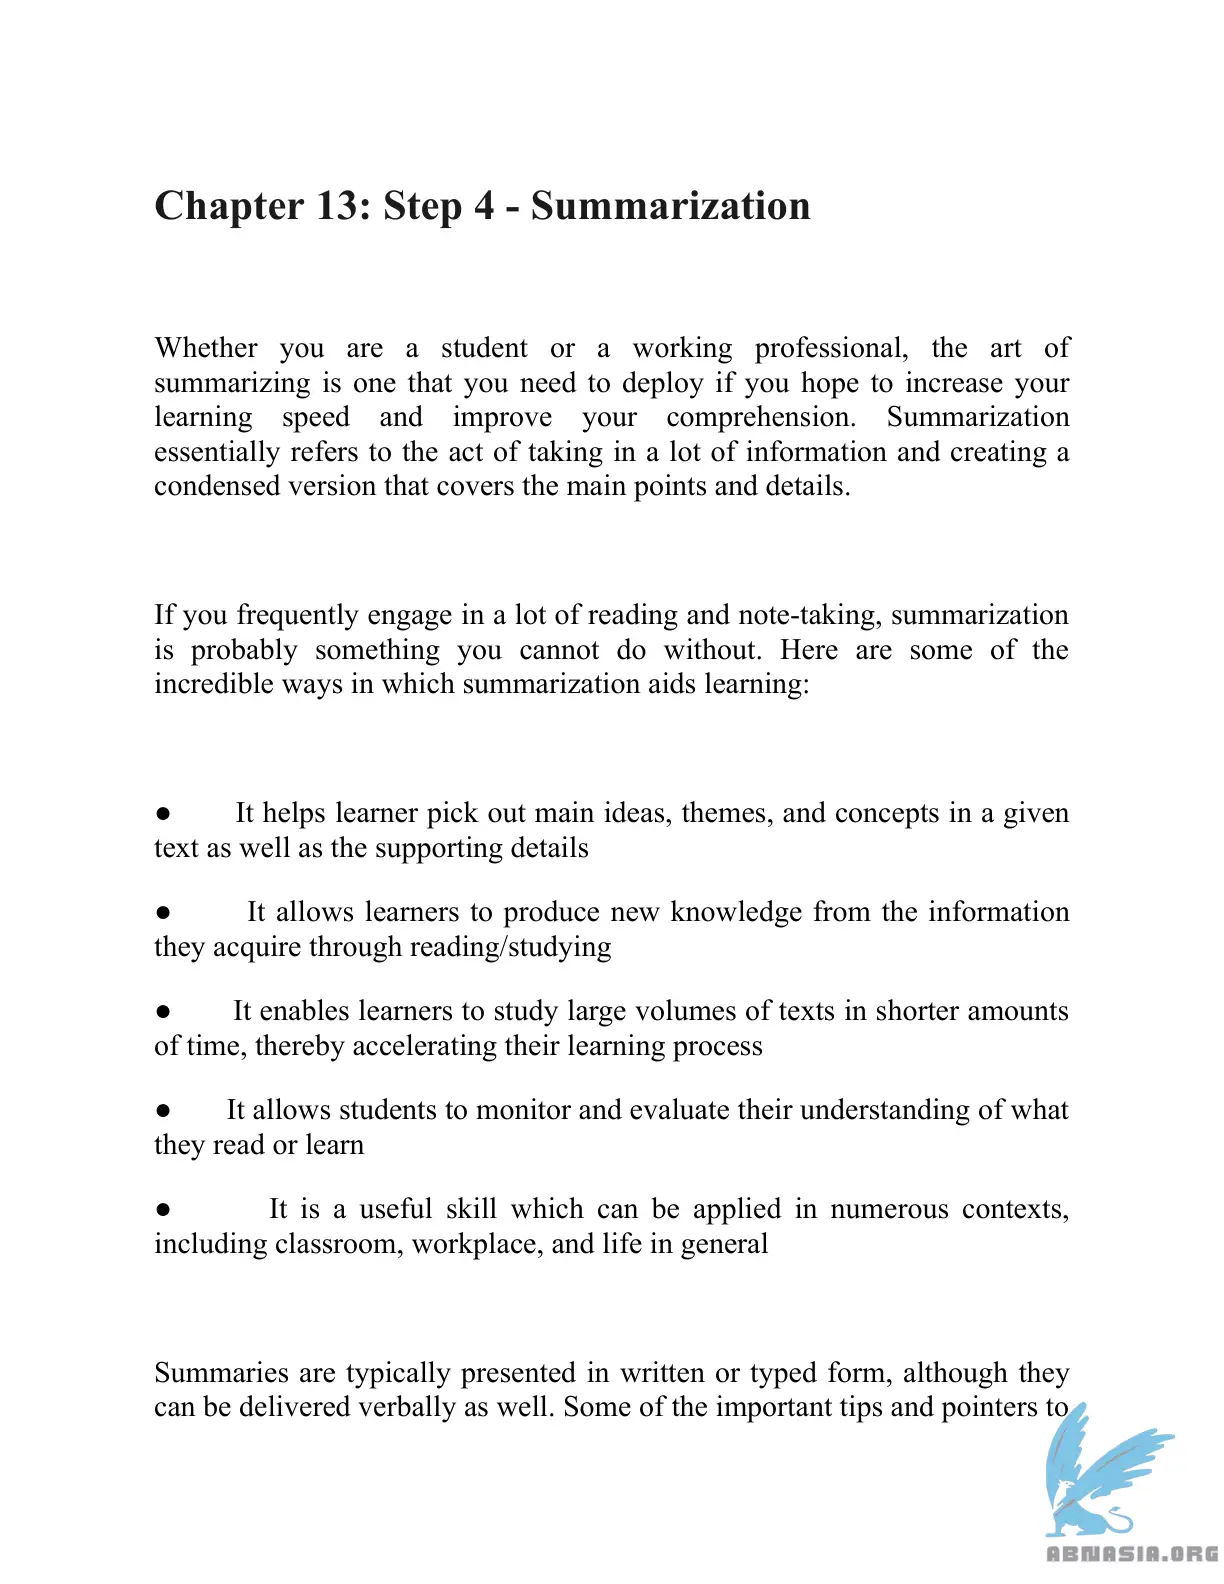 Chapter 13: Step 4 - Summarization
Whether you are a student or a working professional, the art of
summarizing is one that you need to deploy if you hope to increase your
learning speed and improve your comprehension. Summarization
essentially refers to the act of taking in a lot of information and creating a
condensed version that covers the main points and details.
If you frequently engage in a lot of reading and note-taking, summarization
is probably something you cannot do without. Here are some of the
incredible ways in which summarization aids learning:
● It helps learner pick out main ideas, themes, and concepts in a given
text as well as the supporting details
● It allows learners to produce new knowledge from the information
they acquire through reading/studying
● It enables learners to study large volumes of texts in shorter amounts
of time, thereby accelerating their learning process
● It allows students to monitor and evaluate their understanding of what
they read or learn
● It is a useful skill which can be applied in numerous contexts,
including classroom, workplace, and life in general
Summaries are typically presented in written or typed form, although they
can be delivered verbally as well. Some of the important tips and pointers to
ABNASIA.ORG